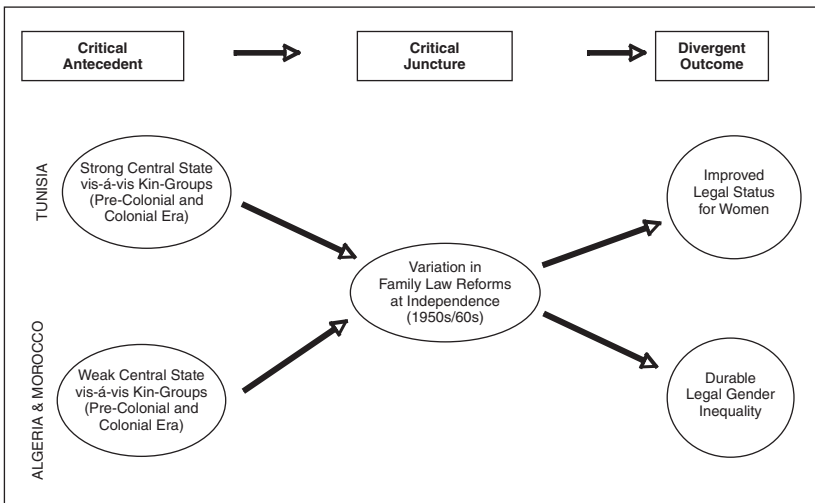 Critical
Antecedent
Critical
Juncture
Divergent
Outcome
TUNISIA
Strong Central State
vis-á-vis Kin-Groups
(Pre-Colonial and
Colonial Era)
Improved
Legal Status
for Women
Variation in
Family Law Reforms
at Independence
(1950s/60s)
ALGERIA & MOROCCO
Weak Central State
vis-á-vis Kin-Groups
(Pre-Colonial and
Colonial Era)
Durable
Legal Gender
Inequality